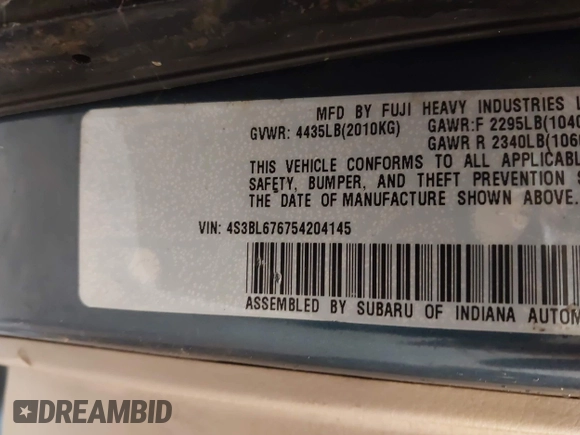 MFD BY FUJI HEAVY INDUSTRIES
GVWR: 4435LB(2010KG) GAWR:F 2295LB(1040
GAWR R 2340LB(106
THIS VEHICLE CONFORMS TO ALL APPLICABL
SAFETY, BUMPER, AND THEFT PREVENTION S
THE DATE OF MANUFACTURE SHOWN ABOVE.
VIN: 4S3BL676754204145
ASSEMBLED BY SUBARU OF INDIANA AUTOM
DREAMBID